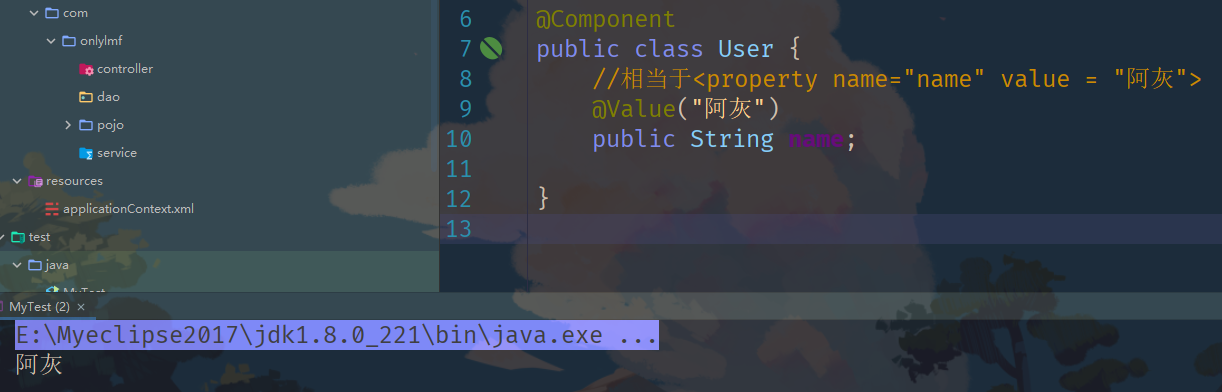 com
onlylmf
controller
dao
pojo
service
resources
applicationContext.xml
test
java
MyTest
6 @Component
7 public class User {
8 //相当于<property name="name" value = "阿灰">
9 @Value("阿灰")
10 public String name;
11
12 }
13
MyTest (2) ×
E:\Myeclipse2017\jdk1.8.0_221\bin\java.exe ...
阿灰